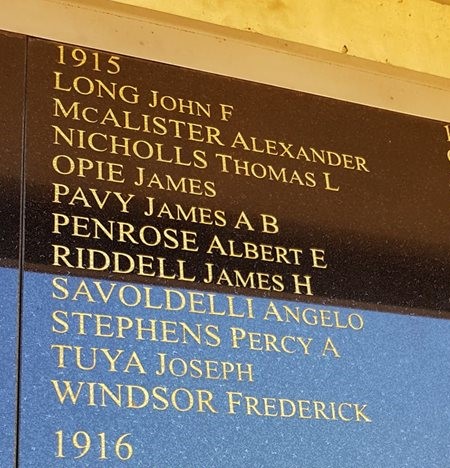 1915
LONG JOHN F
MCALISTER ALEXANDER
NICHOLLS THOMAS L
OPIE JAMES
PAVY JAMES A B
PENROSE ALBERT E
RIDDELL JAMES H
SAVOLDELLI ANGELO
STEPHENS PERCY A
TUYA JOSEPH
WINDSOR FREDERICK
1916